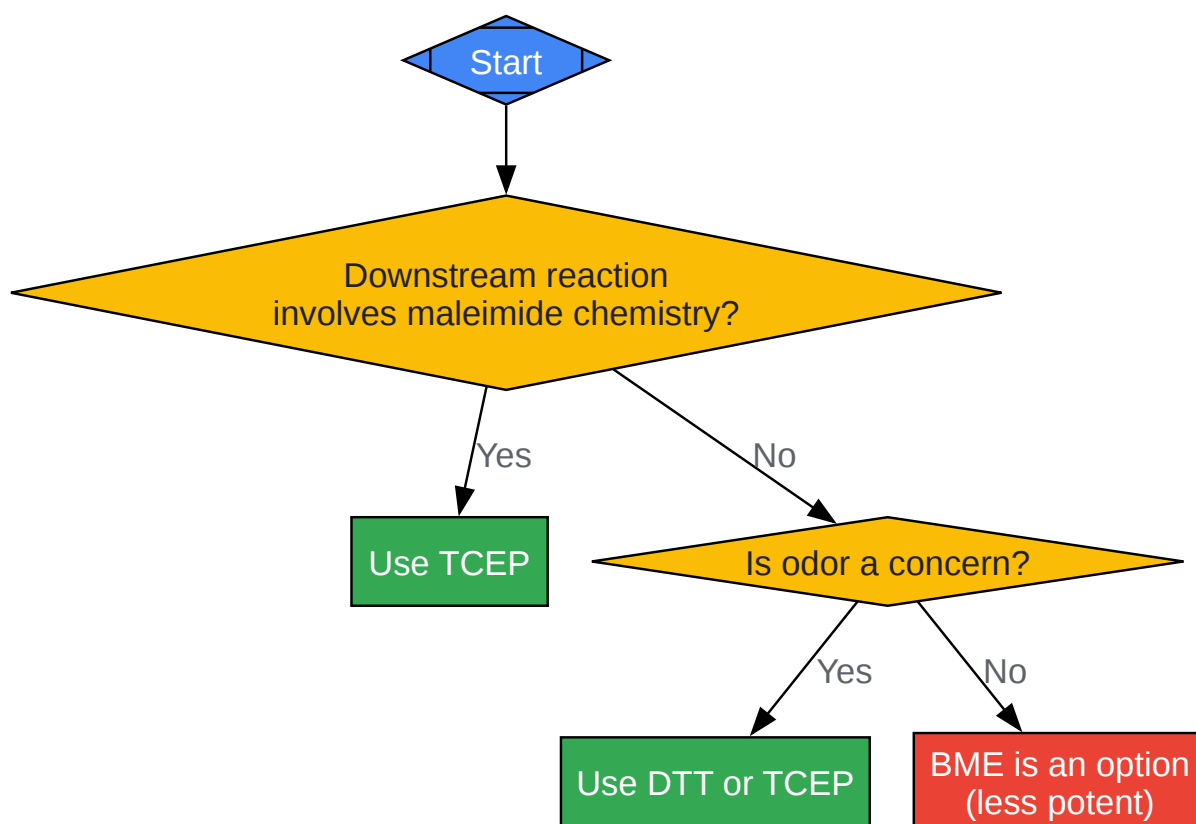 Start
Downstream reaction
involves maleimide chemistry?
Yes
No
Use TCEP
Is odor a concern?
Yes
No
Use DTT or TCEP
BME is an option
(less potent)